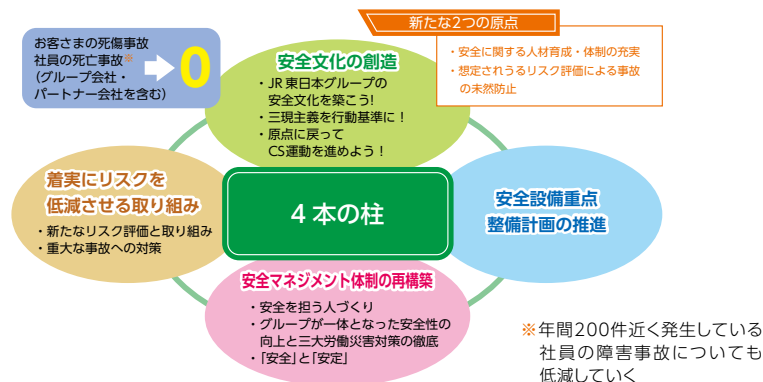 お客さまの死傷事故
社員の死亡事故※
(グループ会社・
パートナー会社を含む)
0
新たな2つの原点
・安全に関する人材育成・体制の充実
・想定されうるリスク評価による事故
の未然防止
安全文化の創造
・JR東日本グループの
安全文化を築こう!
・三現主義を行動基準に!
・原点に戻って
CS運動を進めよう!
着実にリスクを
低減させる取り組み
・新たなリスク評価と取り組み
・重大な事故への対策
4本の柱
安全設備重点
整備計画の推進
安全マネジメント体制の再構築
・安全を担う人づくり
・グループが一体となった安全性の
向上と三大労働災害対策の徹底
・「安全」と「安定」
※年間200件近く発生している
社員の障害事故についても
低減していく